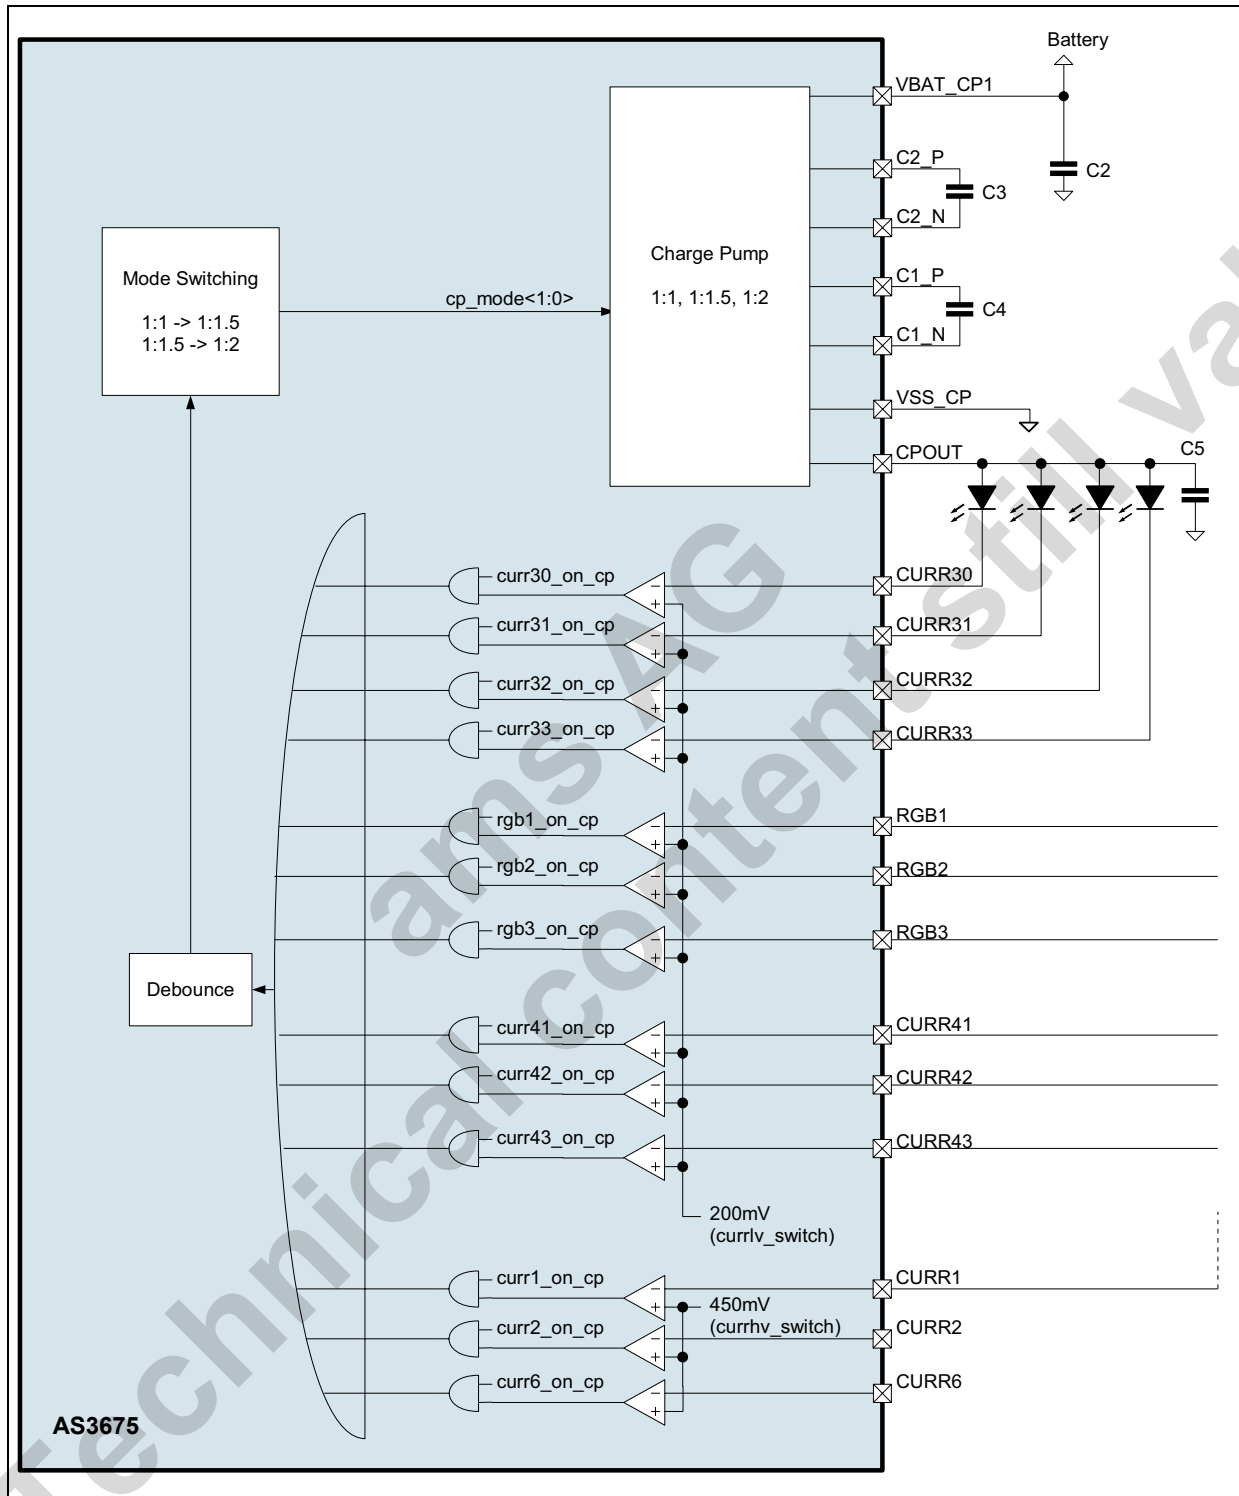 Battery
VBAT_CP1
C2_P
C2
C3
C2_N
Charge Pump
1:1, 1:1.5, 1:2
Mode Switching
1:1 -> 1:1.5
1:1.5 -> 1:2
cp_mode<1:0>
C1_P
C4
C1_N
VSS_CP
CPOUT
C5
curr30_on_cp
CURR30
curr31_on_cp
CURR31
curr32_on_cp
CURR32
curr33_on_cp
CURR33
rgb1_on_cp
RGB1
rgb2_on_cp
RGB2
rgb3_on_cp
RGB3
Debounce
curr41_on_cp
CURR41
curr42_on_cp
CURR42
curr43_on_cp
CURR43
200mV
(currlv_switch)
curr1_on_cp
CURR1
450mV
(currhv_switch)
curr2_on_cp
CURR2
curr6_on_cp
CURR6
AS3675
ams AG
Technical content still va